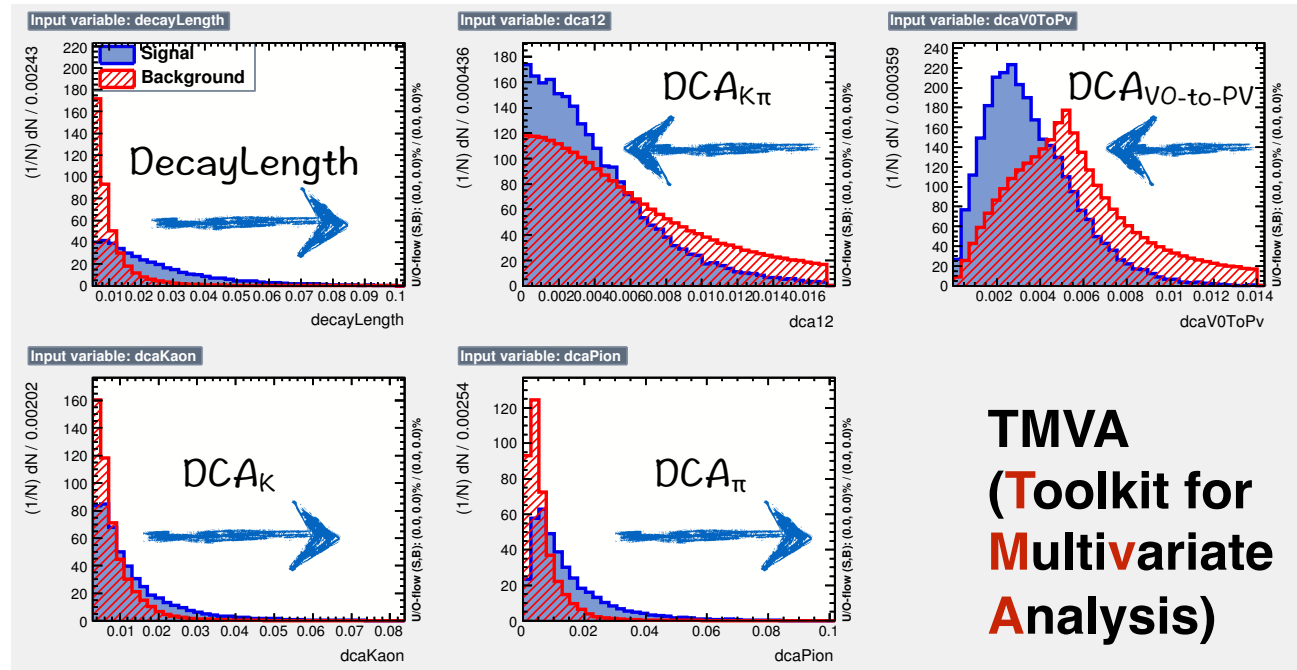 Input variable: decayLength
(1/N) dN / 0.00243
220
200
180
160
140
120
100
80
60
40
20
0
Signal
Background
DecayLength
0.01 0.02 0.03 0.04 0.05 0.06 0.07 0.08 0.09 0.1
decayLength
U/O-flow (S,B): (0.0, 0.0)% / (0.0, 0.0)%
Input variable: dca12
(1/N) dN / 0.000436
180
160
140
120
100
80
60
40
20
0
DCAKπ
0 0.0020.0040.0060.008 0.010.0120.0140.016
dca12
U/O-flow (S,B): (0.0, 0.0)% / (0.0, 0.0)%
Input variable: dcaV0ToPv
(1/N) dN / 0.000359
240
220
200
180
160
140
120
100
80
60
40
20
0
DCAV0-to-PV
0.002 0.004 0.006 0.008 0.01 0.012 0.014
dcaV0ToPv
U/O-flow (S,B): (0.0, 0.0)% / (0.0, 0.0)%
Input variable: dcaKaon
(1/N) dN / 0.00202
160
140
120
100
80
60
40
20
0
DCAK
0.01 0.02 0.03 0.04 0.05 0.06 0.07 0.08
dcaKaon
U/O-flow (S,B): (0.0, 0.0)% / (0.0, 0.0)%
Input variable: dcaPion
(1/N) dN / 0.00254
120
100
80
60
40
20
0
DCAπ
0 0.02 0.04 0.06 0.08 0.1
dcaPion
U/O-flow (S,B): (0.0, 0.0)% / (0.0, 0.0)%
TMVA
(Toolkit for
Multivariate
Analysis)